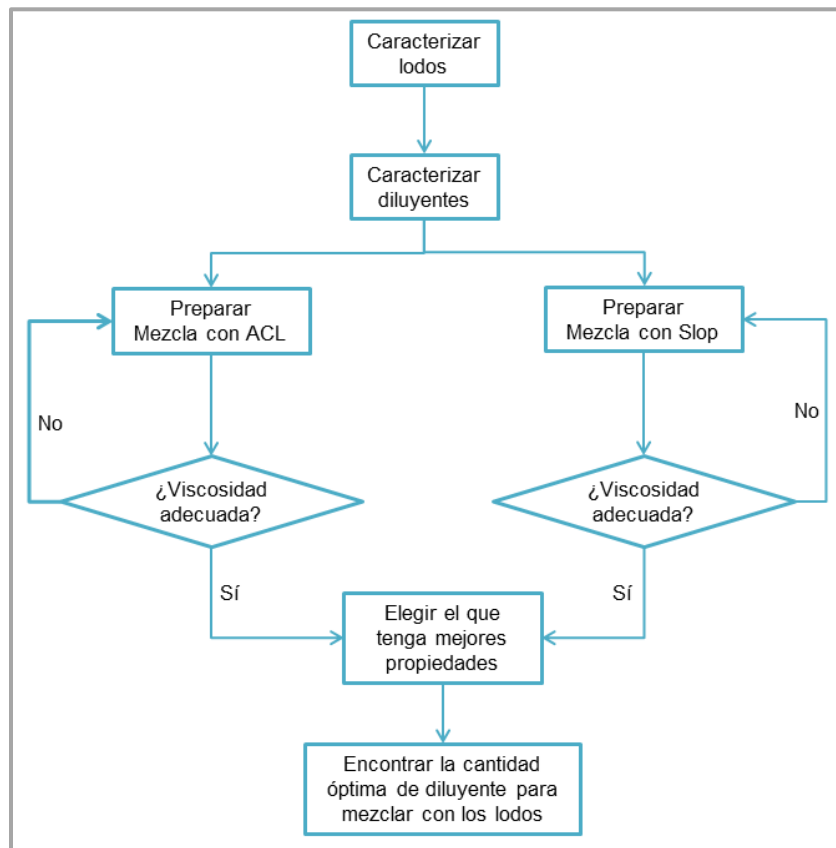 Caracterizar
lodos
Caracterizar
diluyentes
Preparar
Mezcla con ACL
Preparar
Mezcla con Slop
No
No
¿Viscosidad
adecuada?
¿Viscosidad
adecuada?
Sí
Sí
Elegir el que
tenga mejores
propiedades
Encontrar la cantidad
óptima de diluyente para
mezclar con los lodos